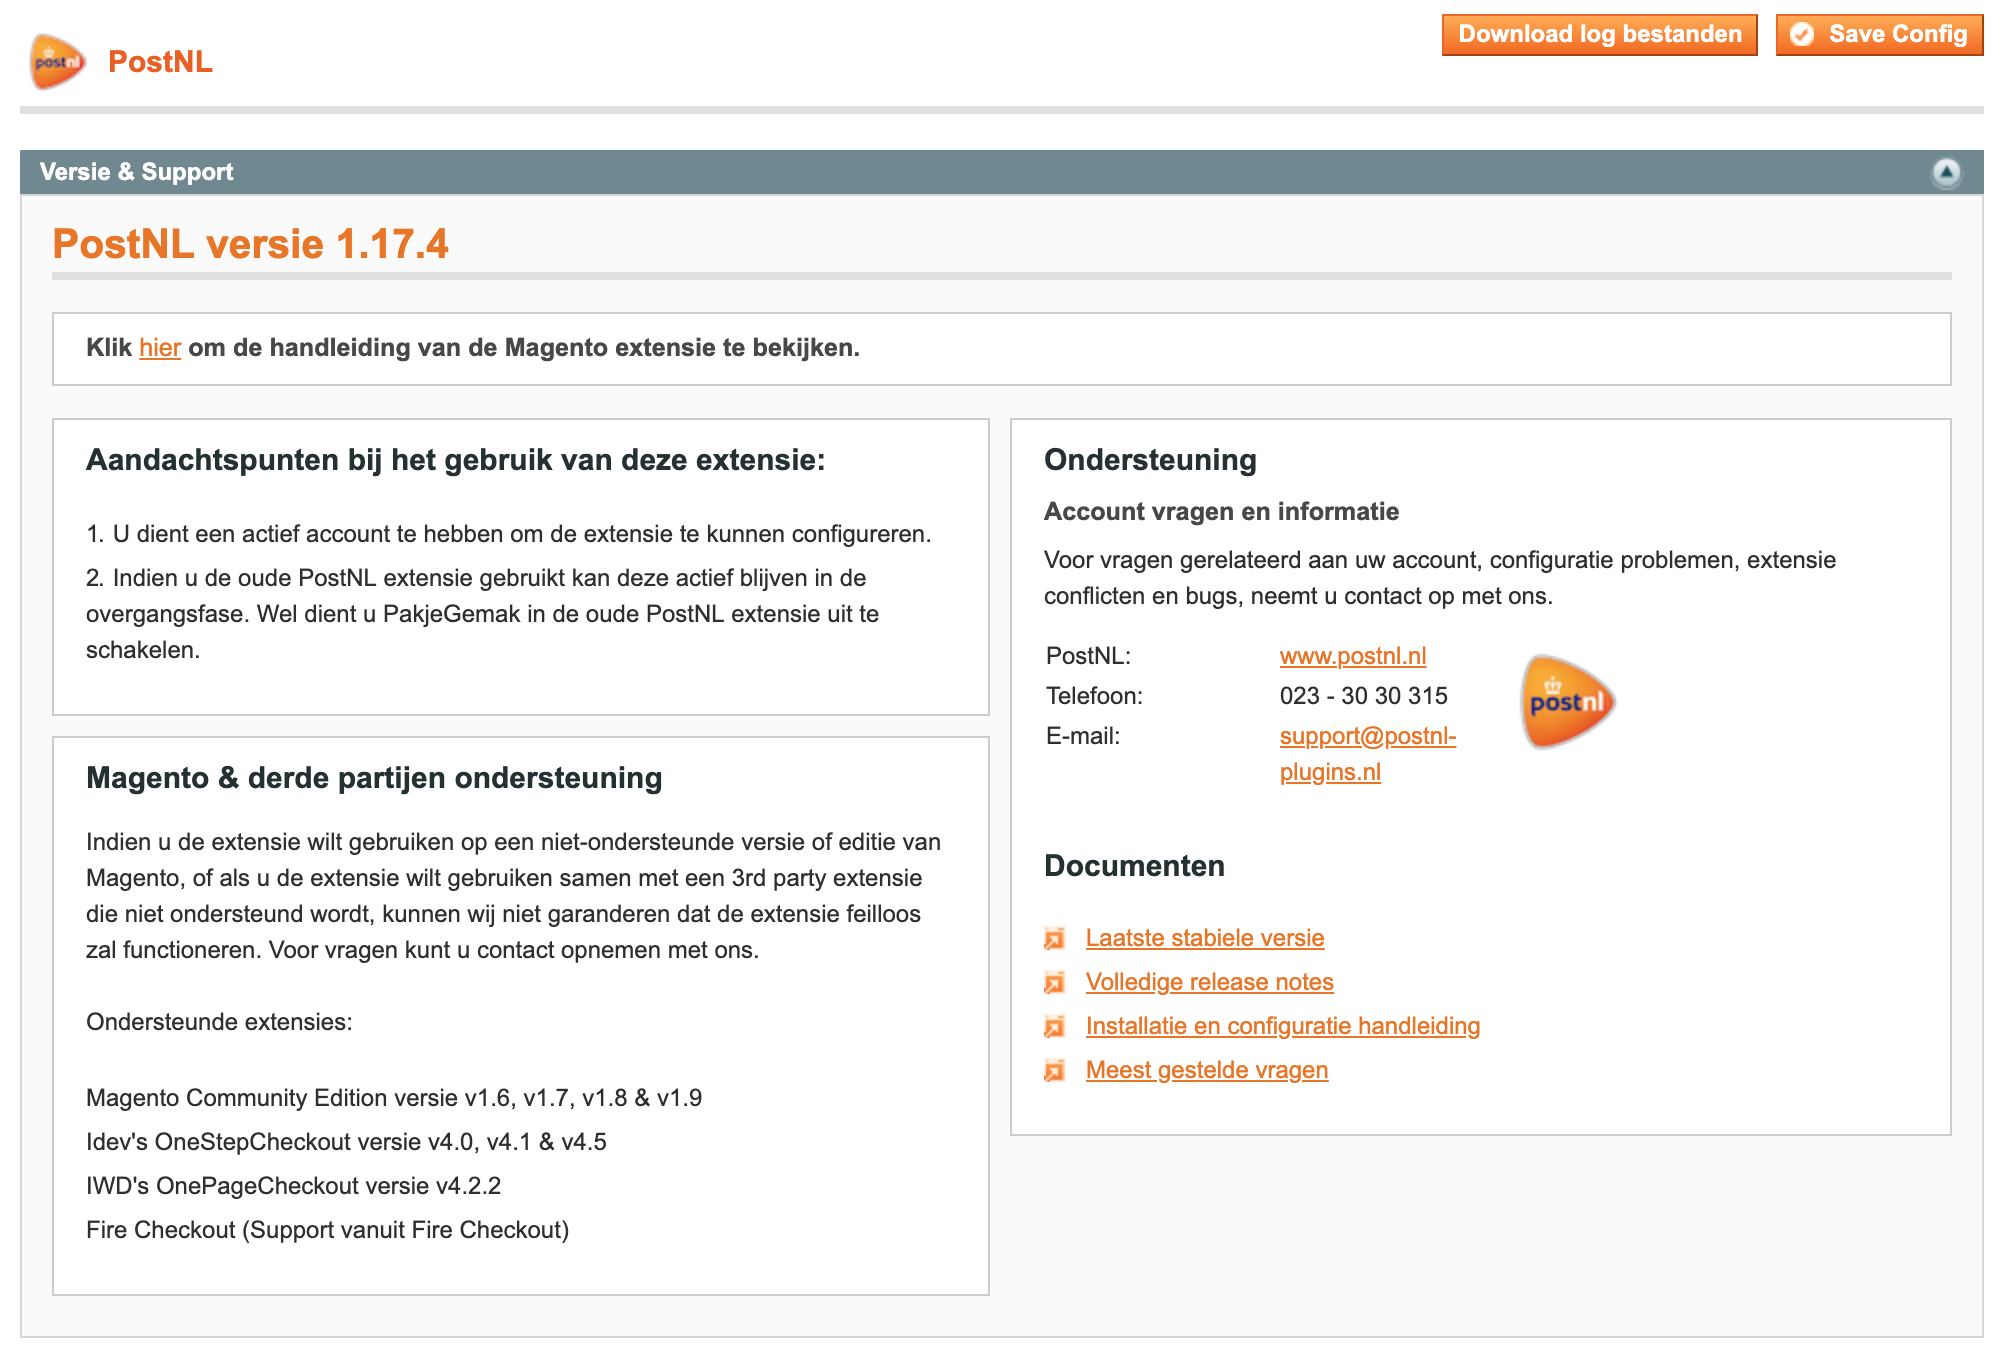 postnl
PostNL
Download log bestanden
Save Config
Versie & Support
PostNL versie 1.17.4
Klik hier om de handleiding van de Magento extensie te bekijken.
Aandachtspunten bij het gebruik van deze extensie:
1. U dient een actief account te hebben om de extensie te kunnen configureren.
2. Indien u de oude PostNL extensie gebruikt kan deze actief blijven in de
overgangsfase. Wel dient u PakjeGemak in de oude PostNL extensie uit te
schakelen.
Magento & derde partijen ondersteuning
Indien u de extensie wilt gebruiken op een niet-ondersteunde versie of editie van
Magento, of als u de extensie wilt gebruiken samen met een 3rd party extensie
die niet ondersteund wordt, kunnen wij niet garanderen dat de extensie feilloos
zal functioneren. Voor vragen kunt u contact opnemen met ons.
Ondersteunde extensies:
Magento Community Edition versie v1.6, v1.7, v1.8 & v1.9
Idev's OneStepCheckout versie v4.0, v4.1 & v4.5
IWD's OnePageCheckout versie v4.2.2
Fire Checkout (Support vanuit Fire Checkout)
Ondersteuning
Account vragen en informatie
Voor vragen gerelateerd aan uw account, configuratie problemen, extensie
conflicten en bugs, neemt u contact op met ons.
PostNL: www.postnl.nl
Telefoon: 023 - 30 30 315
E-mail: support@postnl-
plugins.nl
postnl
Documenten
Laatste stabiele versie
Volledige release notes
Installatie en configuratie handleiding
Meest gestelde vragen